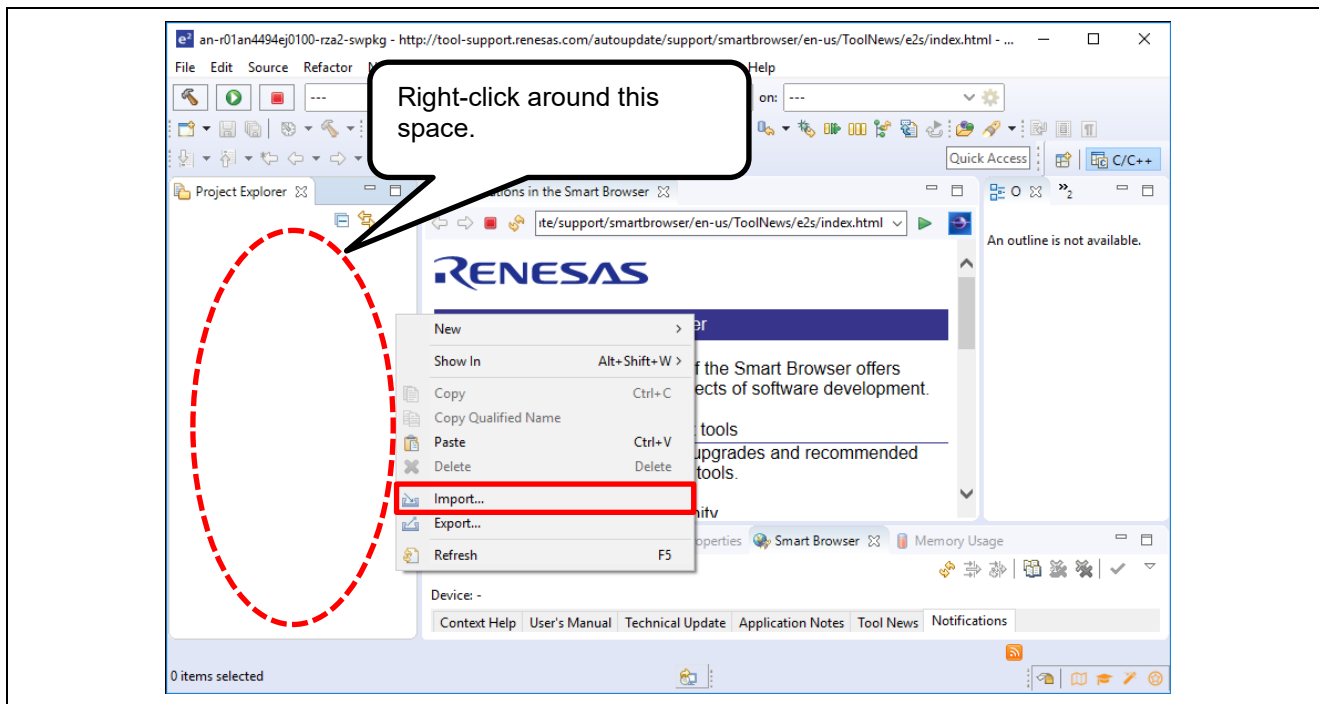 an-r01an4494ej0100-rza2-swpkg - http://tool-support.renesas.com/autoupdate/support/smartbrowser/en-us/ToolNews/e2s/index.html - ...
File Edit Source Refactor Help
Right-click around this
space.
--- on: ---
Quick Access C/C++
Project Explorer
in the Smart Browser
O
2
ite/support/smartbrowser/en-us/ToolNews/e2s/index.html
An outline is not available.
RENESAS
New
Show In Alt+Shift+W
f the Smart Browser offers
Copy Ctrl+C
ects of software development.
Copy Qualified Name
tools
Paste Ctrl+V
upgrades and recommended
Delete Delete
tools.
Import...
Export...
Refresh F5
operties Smart Browser Memory Usage
Device: -
Context Help User's Manual Technical Update Application Notes Tool News Notifications
0 items selected